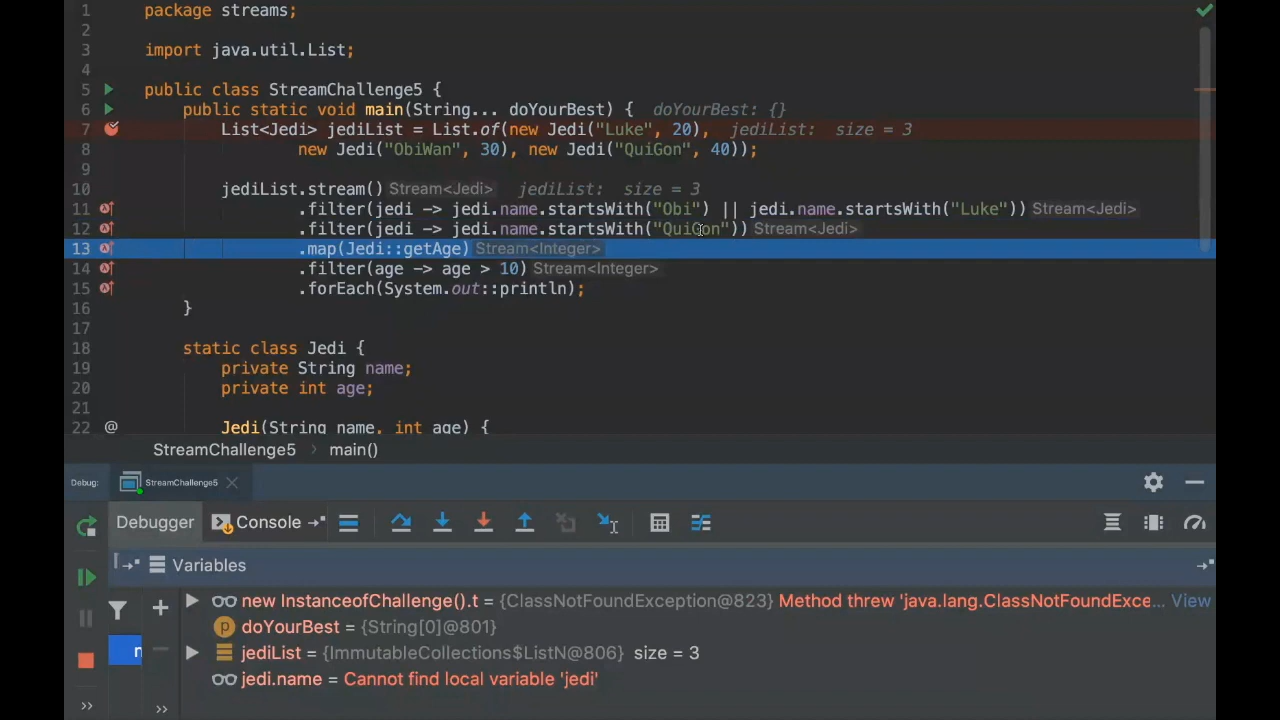 1 package streams;
2
3 import java.util.List;
4
5 public class StreamChallenge5 {
6 public static void main(String... doYourBest) { doYourBest: {}
7 List<Jedi> jediList = List.of(new Jedi("Luke", 20), jediList: size = 3
8 new Jedi("ObiWan", 30), new Jedi("QuiGon", 40));
9
10 jediList.stream() Stream<Jedi> jediList: size = 3
11 .filter(jedi -> jedi.name.startsWith("Obi") || jedi.name.startsWith("Luke")) Stream<Jedi>
12 .filter(jedi -> jedi.name.startsWith("QuiGon")) Stream<Jedi>
13 .map(Jedi::getAge) Stream<Integer>
14 .filter(age -> age > 10) Stream<Integer>
15 .forEach(System.out::println);
16 }
17
18 static class Jedi {
19 private String name;
20 private int age;
21
22 @ Jedi(String name, int age) {
StreamChallenge5 > main()
Debug: StreamChallenge5
Debugger Console
Variables
new InstanceofChallenge().t = {ClassNotFoundException@823} Method threw 'java.lang.ClassNotFoundExce... View
p doYourBest = {String[0]@801}
jediList = {ImmutableCollections$ListN@806} size = 3
jedi.name = Cannot find local variable 'jedi'